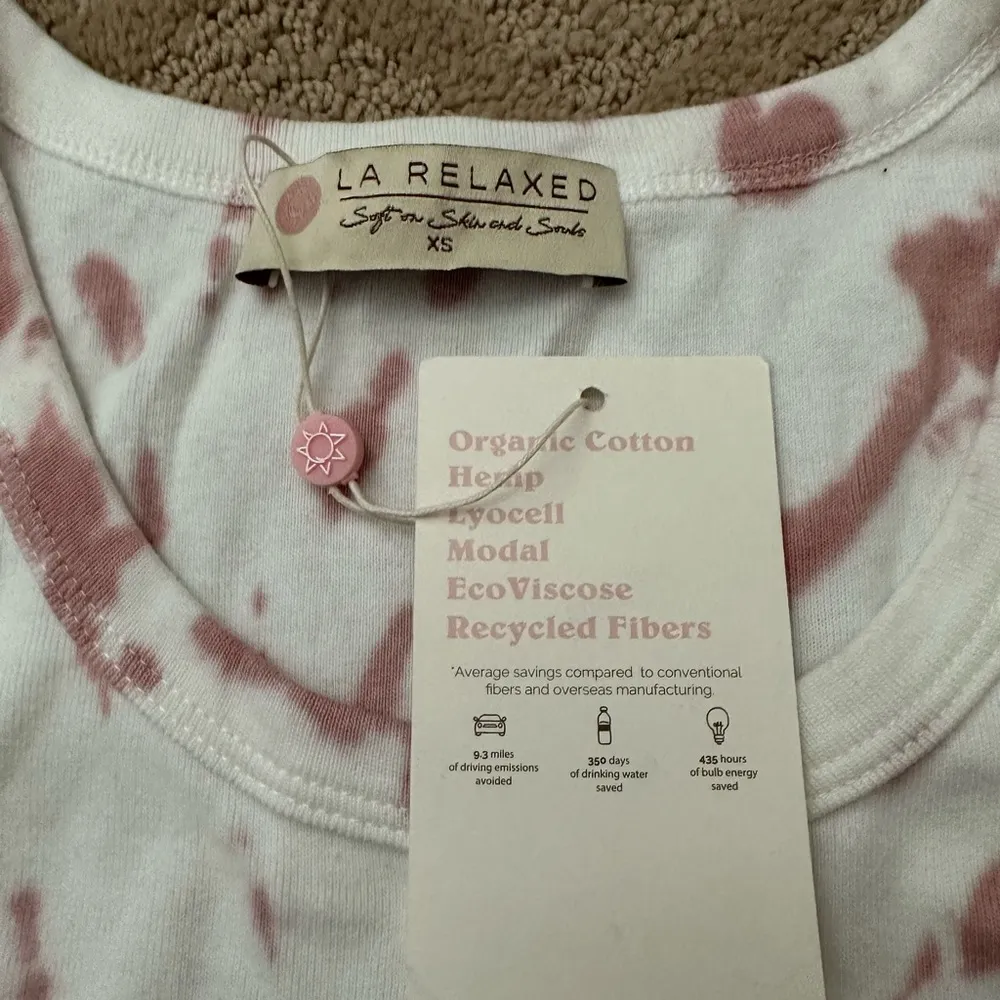 LA RELAXED
Soft on Skin and Souls
XS
Organic Cotton
Hemp
Lyocell
Modal
EcoViscose
Recycled Fibers
*Average savings compared to conventional
fibers and overseas manufacturing.
9.3 miles
of driving emissions
avoided
350 days
of drinking water
saved
435 hours
of bulb energy
saved